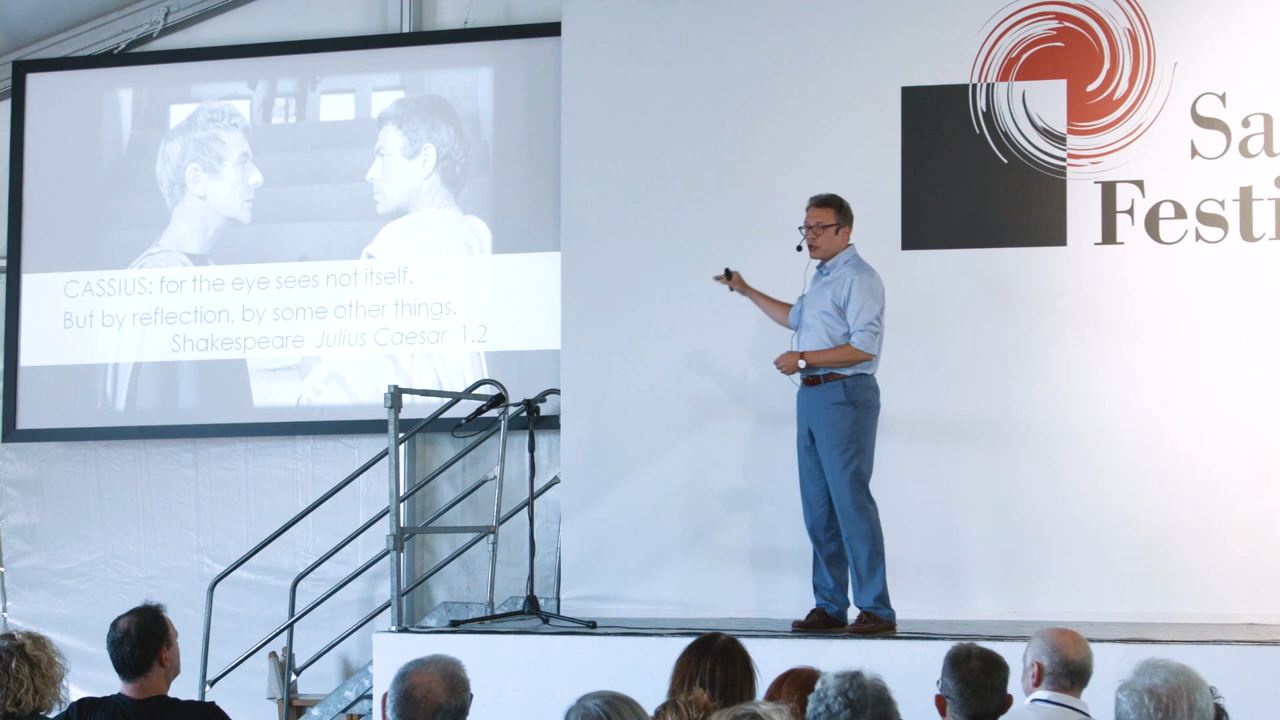 CASSIUS: for the eye sees not itself.
But by reflection, by some other things.
Shakespeare Julius Caesar 1.2
Sa
Festi